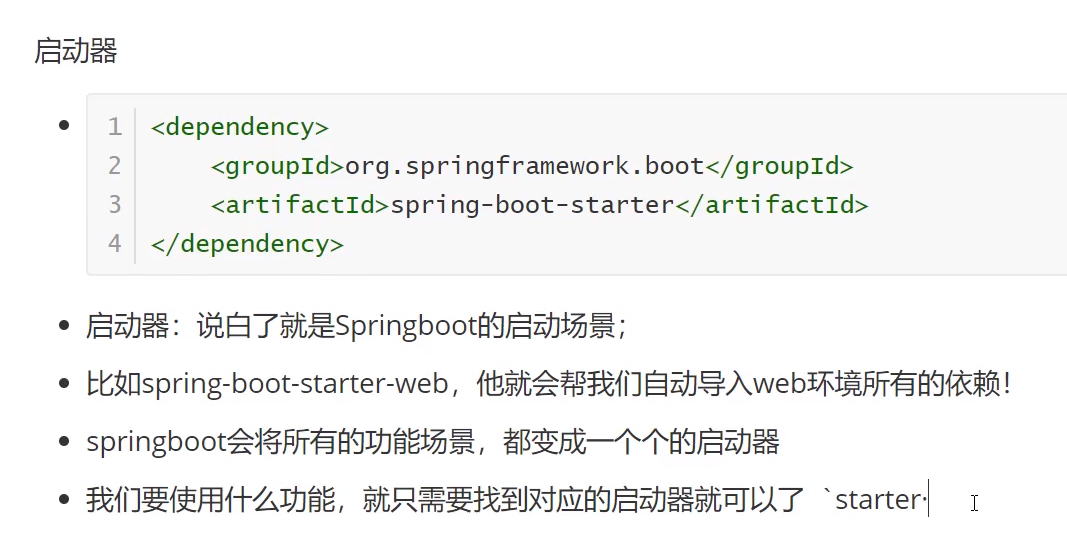 启动器
1 <dependency>
2     <groupId>org.springframework.boot</groupId>
3     <artifactId>spring-boot-starter</artifactId>
4 </dependency>
启动器：说白了就是Springboot的启动场景；
比如spring-boot-starter-web，他就会帮我们自动导入web环境所有的依赖！
springboot会将所有的功能场景，都变成一个个的启动器
我们要使用什么功能，就只需要找到对应的启动器就可以了 `starter·